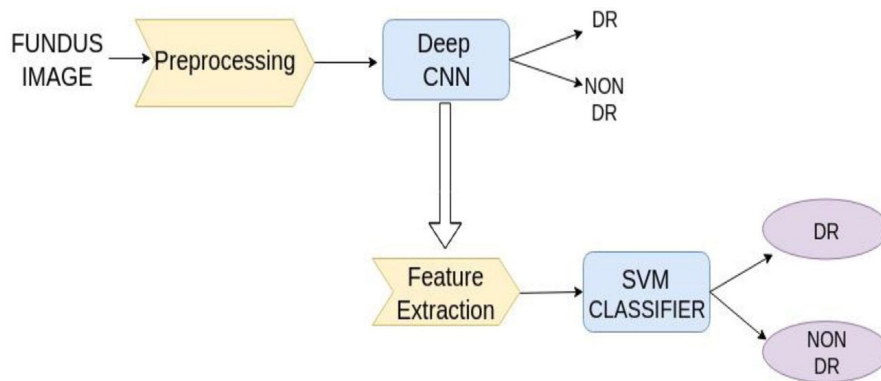 FUNDUS
IMAGE
Preprocessing
Deep
CNN
DR
NON
DR
Feature
Extraction
SVM
CLASSIFIER
DR
NON
DR